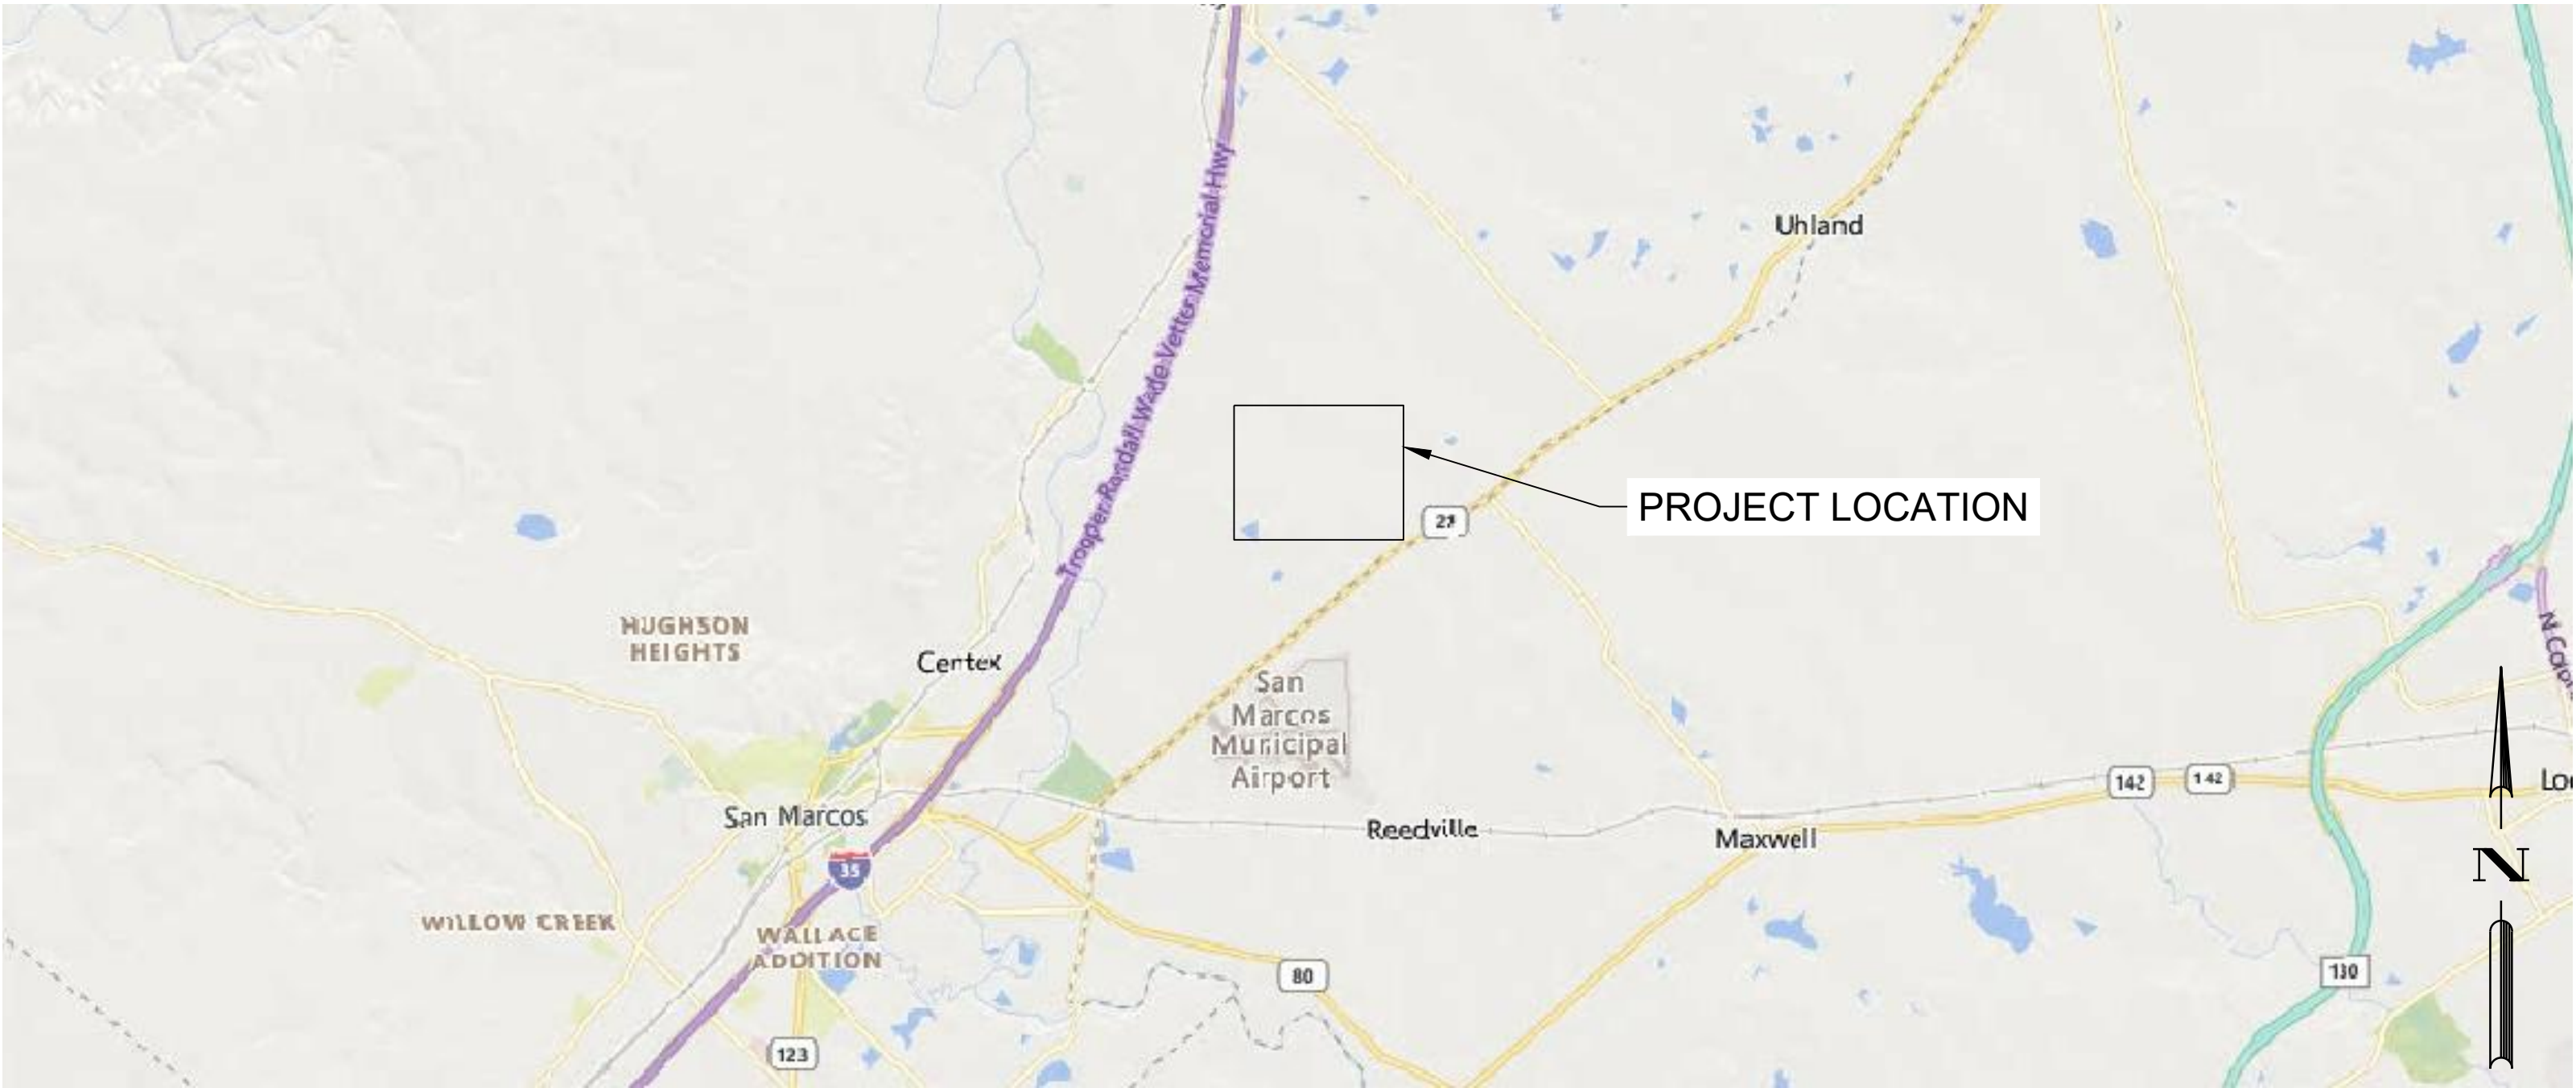 Trooper Randall Wade Vetter Memorial Hwy
Uhland
PROJECT LOCATION
21
HUGHSON
HEIGHTS
Centex
San
Marcos
Municipal
Airport
N
142
142
San Marcos
Reedville
Maxwell
35
WILLOW CREEK
WALLACE
ADDITION
80
130
123